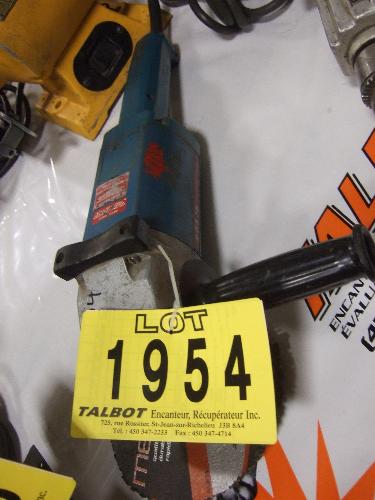 LOT
1954
TALBOT Encanteur, Récupérateur Inc.
725, rue Rossiter, St-Jean-sur-Richelieu J3B 8A4
Tél : 450 347-2233 Fax : 450 347-4714
4
ENCAN
ÉVALU